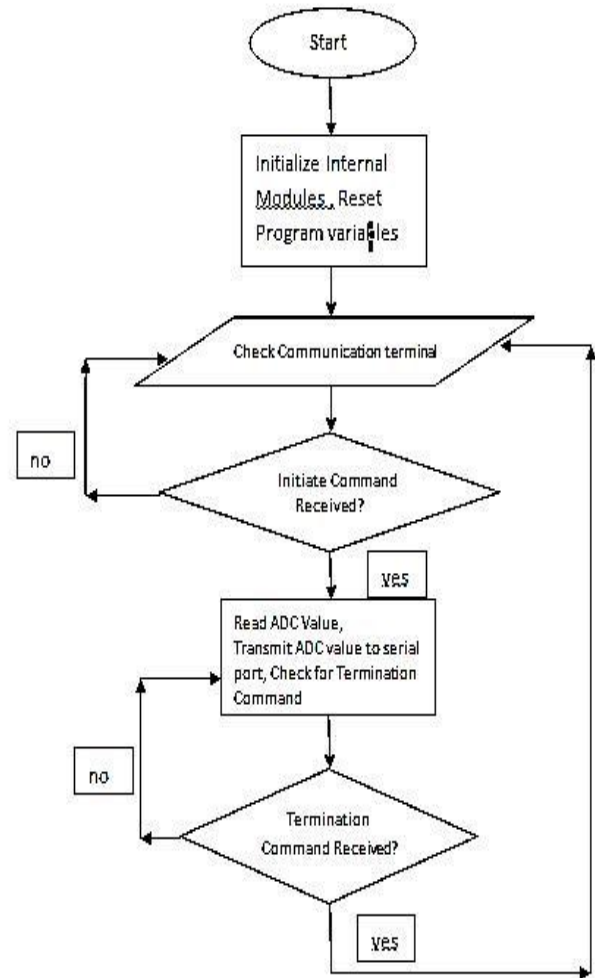 Start
Initialize Internal
Modules , Reset
Program variables
Check Communication terminal
no
Initiate Command
Received?
yes
Read ADC Value,
Transmit ADC value to serial
port, Check for Termination
Command
no
Termination
Command Received?
yes